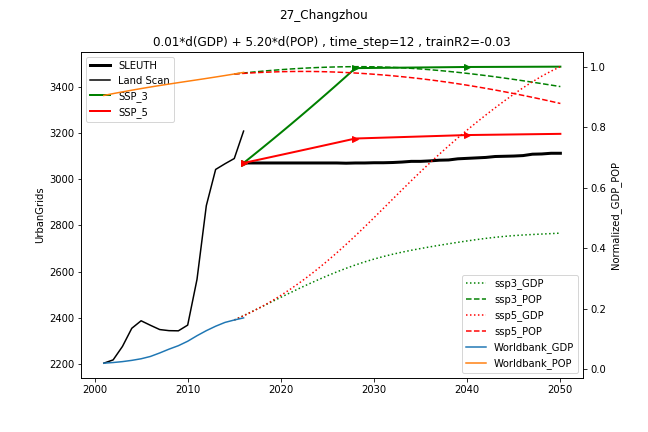 27_Changzhou
0.01*d(GDP) + 5.20*d(POP) , time_step=12 , trainR2=-0.03
SLEUTH
Land Scan
SSP_3
SSP_5
3400
3200
3000
2800
2600
2400
2200
UrbanGrids
1.0
0.8
0.6
0.4
0.2
0.0
Normalized_GDP_POP
ssp3_GDP
ssp3_POP
ssp5_GDP
ssp5_POP
Worldbank_GDP
Worldbank_POP
2000 2010 2020 2030 2040 2050